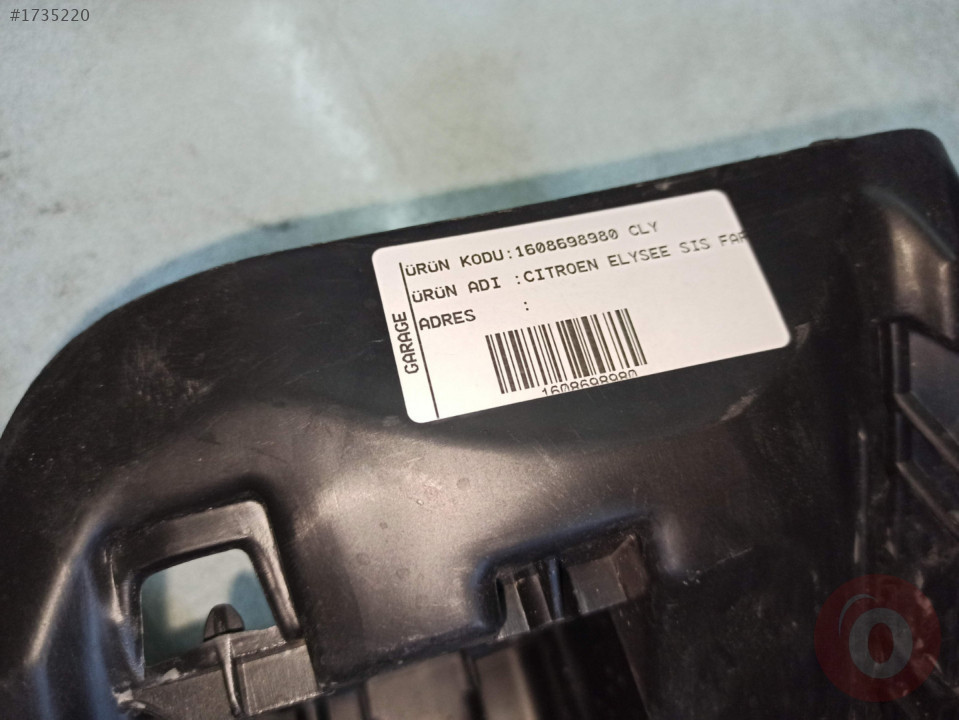 #1735220
ÜRÜN KODU:1608698980 CLY
ÜRÜN ADI :CITROEN ELYSEE SIS FAR
ADRES :
GARAGE
1608698980